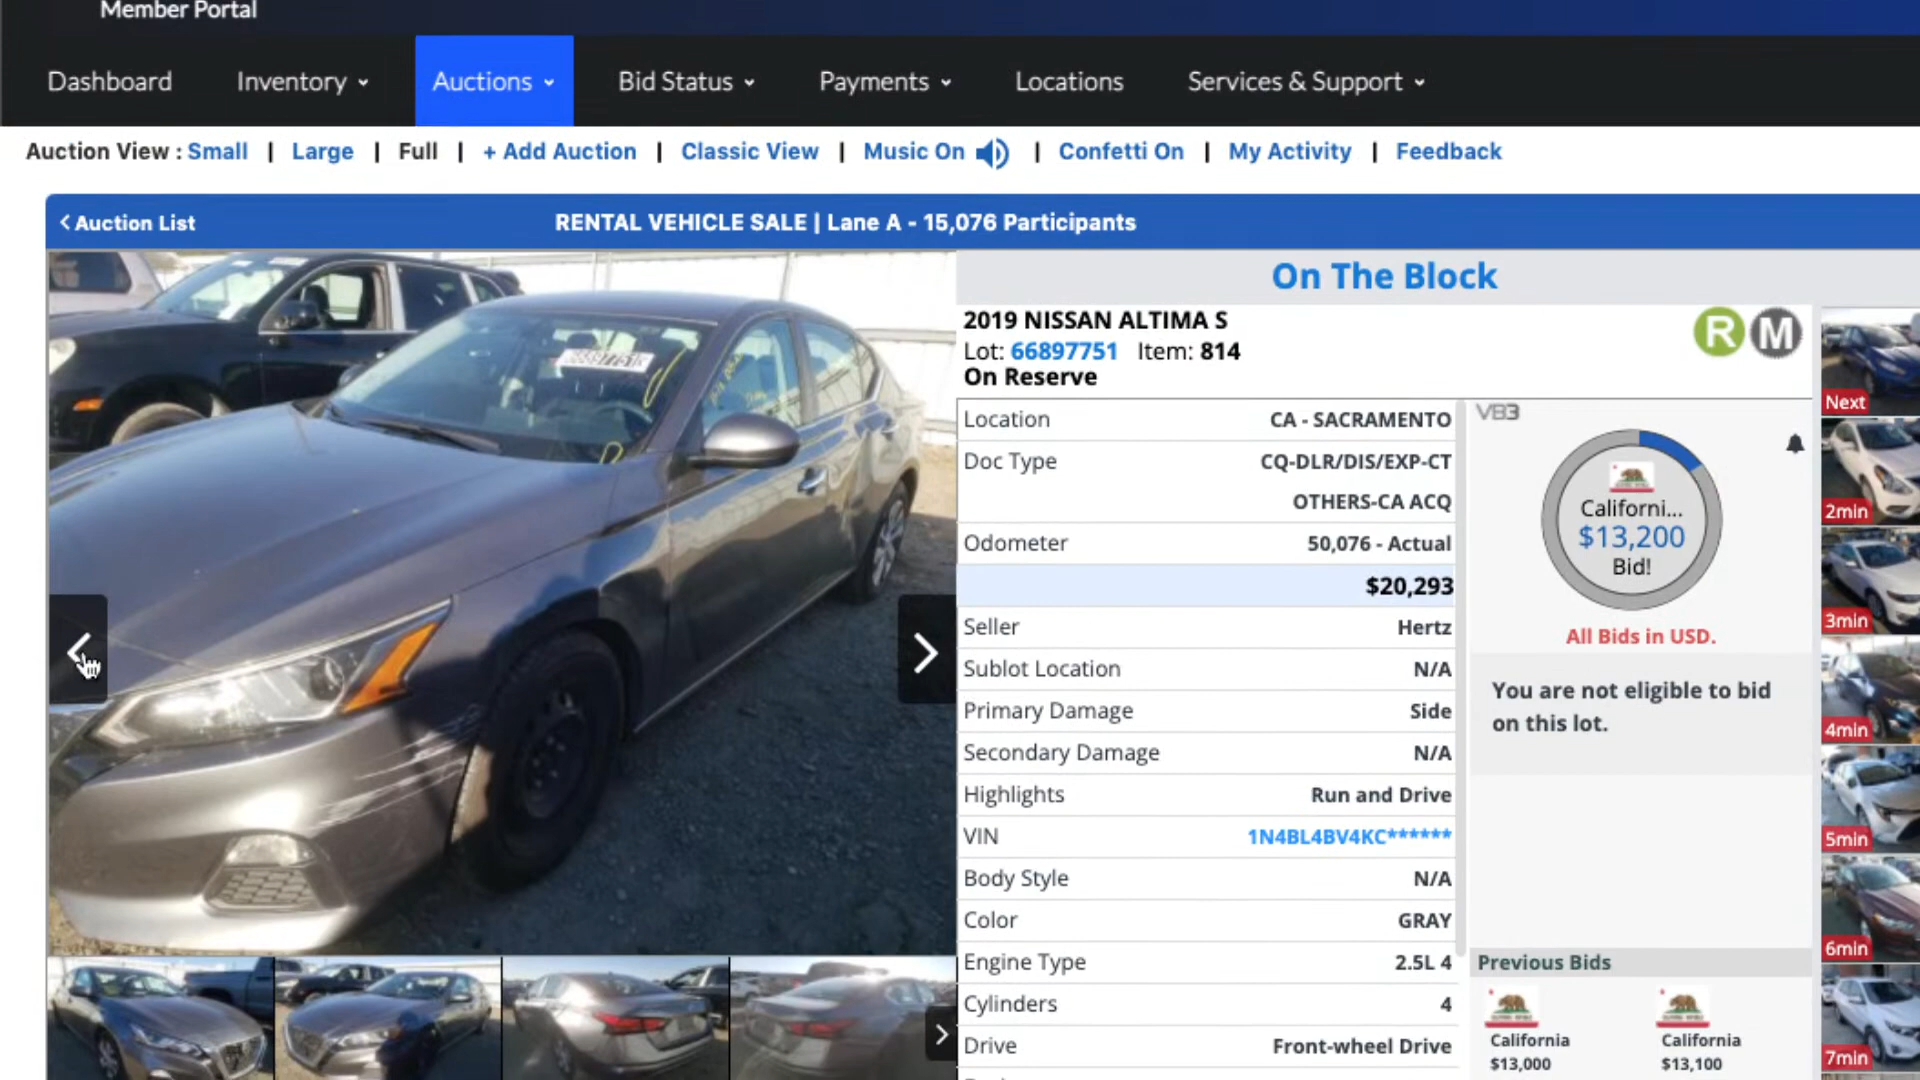 Member Portal
Dashboard Inventory Auctions Bid Status Payments Locations Services & Support
Auction View : Small | Large | Full | + Add Auction | Classic View | Music On | Confetti On | My Activity | Feedback
Auction List RENTAL VEHICLE SALE | Lane A - 15,076 Participants
On The Block
2019 NISSAN ALTIMA S
R M
Lot: 66897751 Item: 814
On Reserve
Location CA - SACRAMENTO
Doc Type CQ-DLR/DIS/EXP-CT
OTHERS-CA ACQ
Odometer 50,076 - Actual
$20,293
Seller Hertz
Sublot Location N/A
Primary Damage Side
Secondary Damage N/A
Highlights Run and Drive
VIN 1N4BL4BV4KC******
Body Style N/A
Color GRAY
Engine Type 2.5L 4
Cylinders 4
Drive Front-wheel Drive
VB3
Californi...
$13,200
Bid!
All Bids in USD.
You are not eligible to bid
on this lot.
Previous Bids
California California
$13,000 $13,100
Next
2min
3min
4min
5min
6min
7min